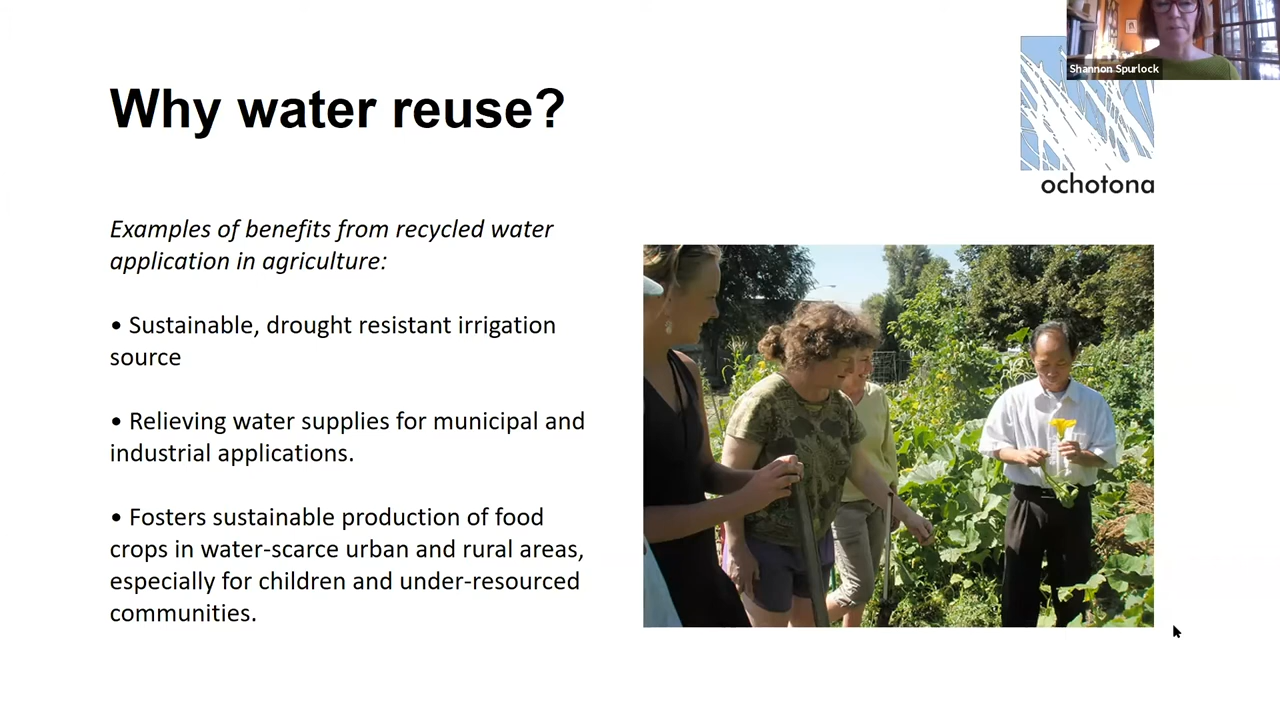 Shannon Spurlock
Why water reuse?
ochotona
Examples of benefits from recycled water
application in agriculture:
• Sustainable, drought resistant irrigation
source
• Relieving water supplies for municipal and
industrial applications.
• Fosters sustainable production of food
crops in water-scarce urban and rural areas,
especially for children and under-resourced
communities.